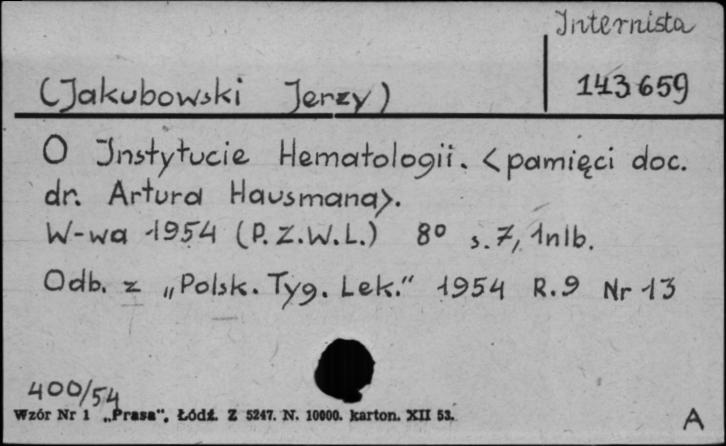 Internista
143659
(Jakubowski Jerzy)
O Instytucie Hematologii. <pamięci doc.
dr. Artura Hausmana>.
W-wa 1954 (P.Z.W.L.) 8° s. 7, 1nlb.
Odb. z „Polsk. Tyg. Lek.“ 1954 R.9 Nr 13
400/54
Wzór Nr 1 „Prasa“, Łódź. Z 5247. N. 10000. karton. XII 53.
A